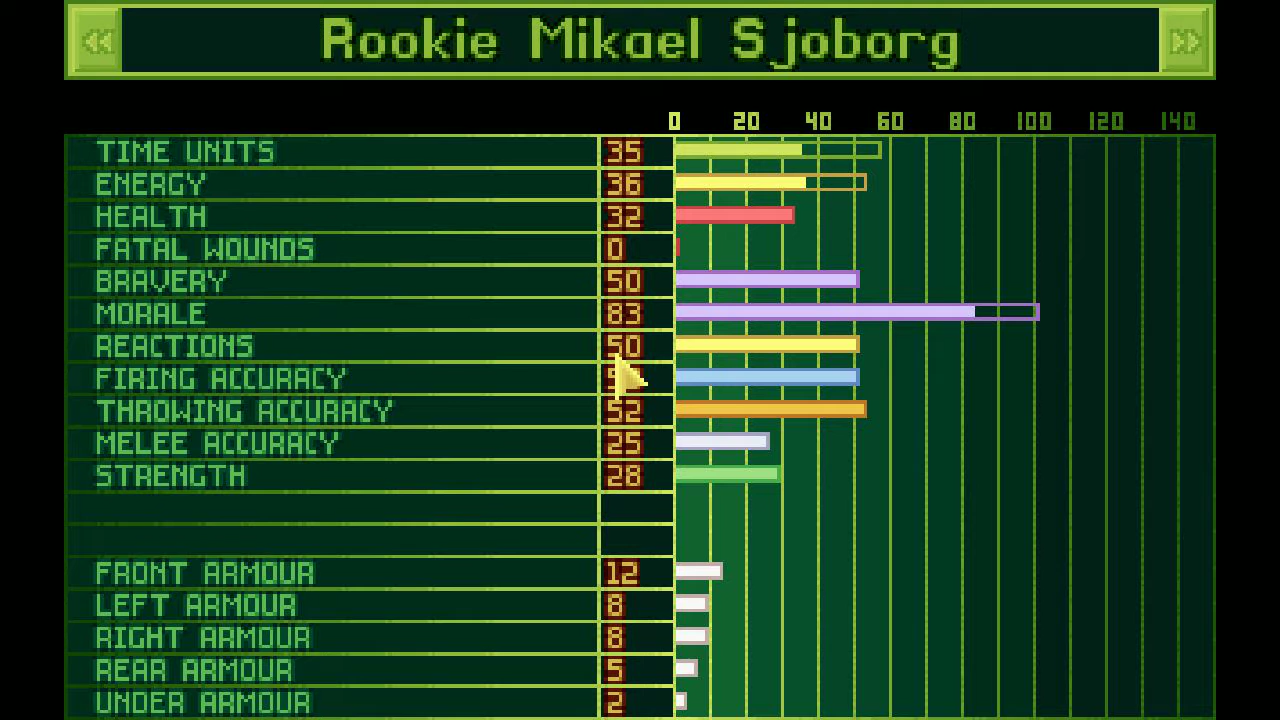 Rookie Mikael Sjoborg
0 20 40 60 80 100 120 140
TIME UNITS 35
ENERGY 36
HEALTH 32
FATAL WOUNDS 0
BRAVERY 50
MORALE 83
REACTIONS 50
FIRING ACCURACY
THROWING ACCURACY 52
MELEE ACCURACY 25
STRENGTH 28
FRONT ARMOUR 12
LEFT ARMOUR 8
RIGHT ARMOUR 8
REAR ARMOUR 5
UNDER ARMOUR 2